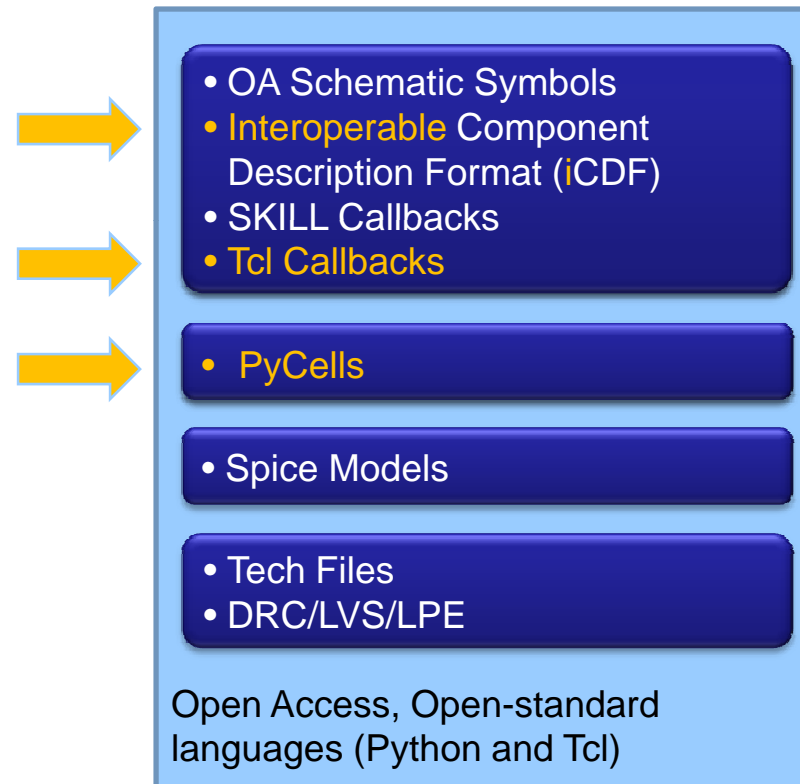 • OA Schematic Symbols
• Interoperable Component
Description Format (iCDF)
• SKILL Callbacks
• Tcl Callbacks
• PyCells
• Spice Models
• Tech Files
• DRC/LVS/LPE
Open Access, Open-standard
languages (Python and Tcl)